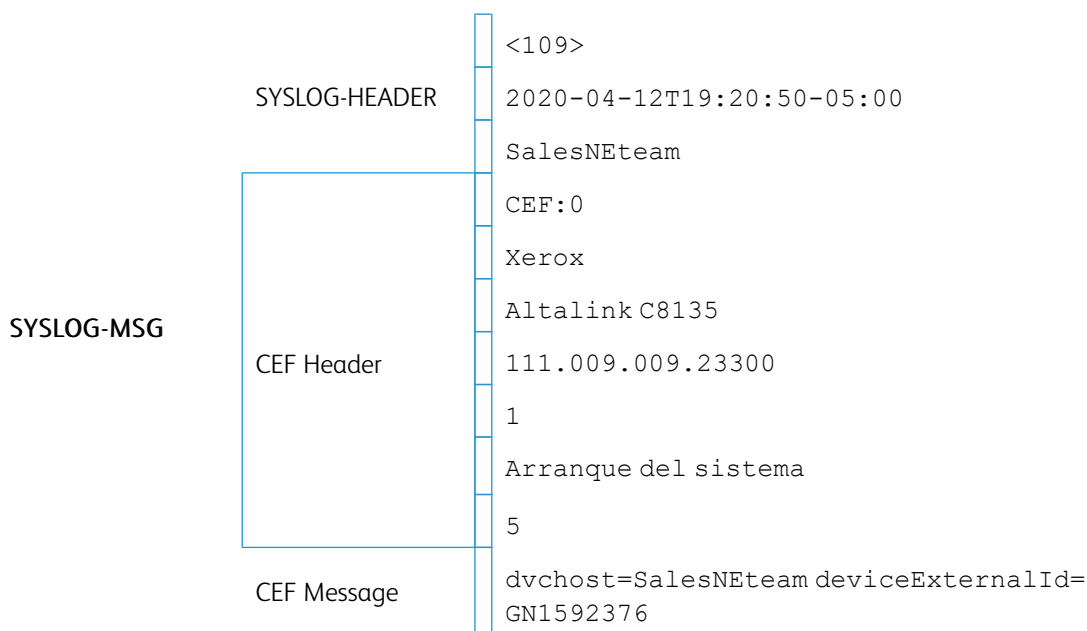 <109>
SYSLOG-HEADER
2020-04-12T19:20:50-05:00
SalesNEteam
CEF:0
Xerox
Altalink C8135
SYSLOG-MSG
CEF Header
111.009.009.23300
1
Arranque del sistema
5
CEF Message
dvchost=SalesNEteam deviceExternalId=
GN1592376